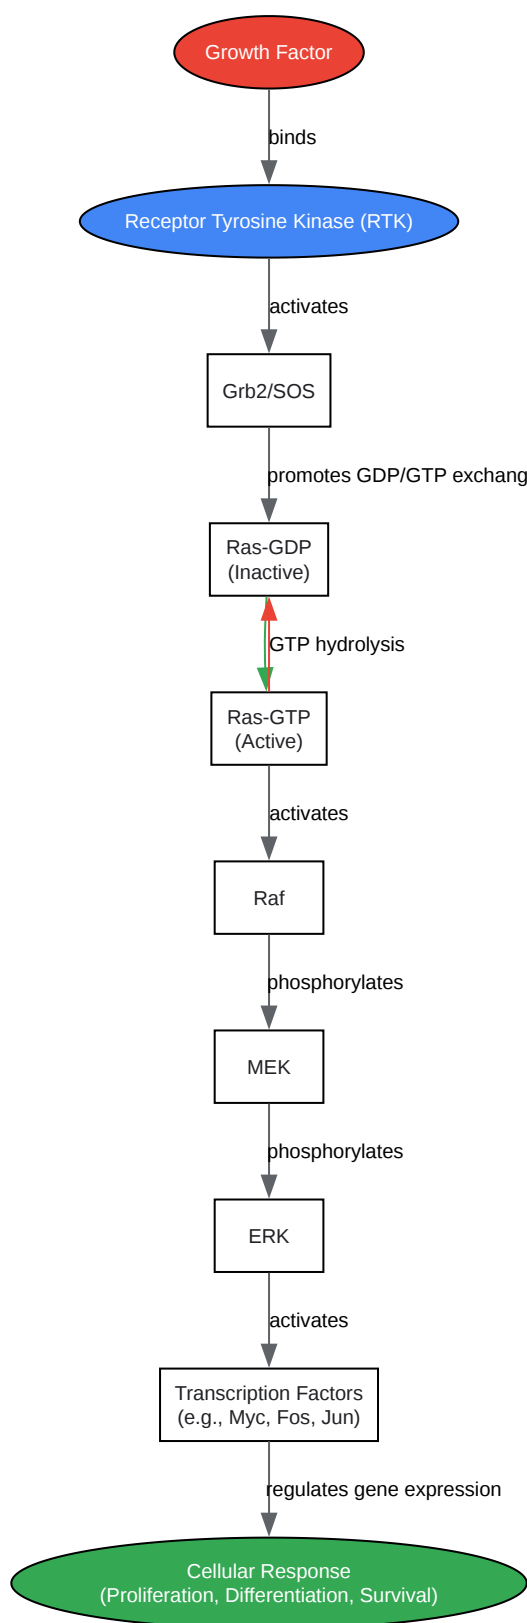 Growth Factor
binds
Receptor Tyrosine Kinase (RTK)
activates
Grb2/SOS
promotes GDP/GTP exchang
Ras-GDP
(Inactive)
GTP hydrolysis
Ras-GTP
(Active)
activates
Raf
phosphorylates
MEK
phosphorylates
ERK
activates
Transcription Factors
(e.g., Myc, Fos, Jun)
regulates gene expression
Cellular Response
(Proliferation, Differentiation, Survival)